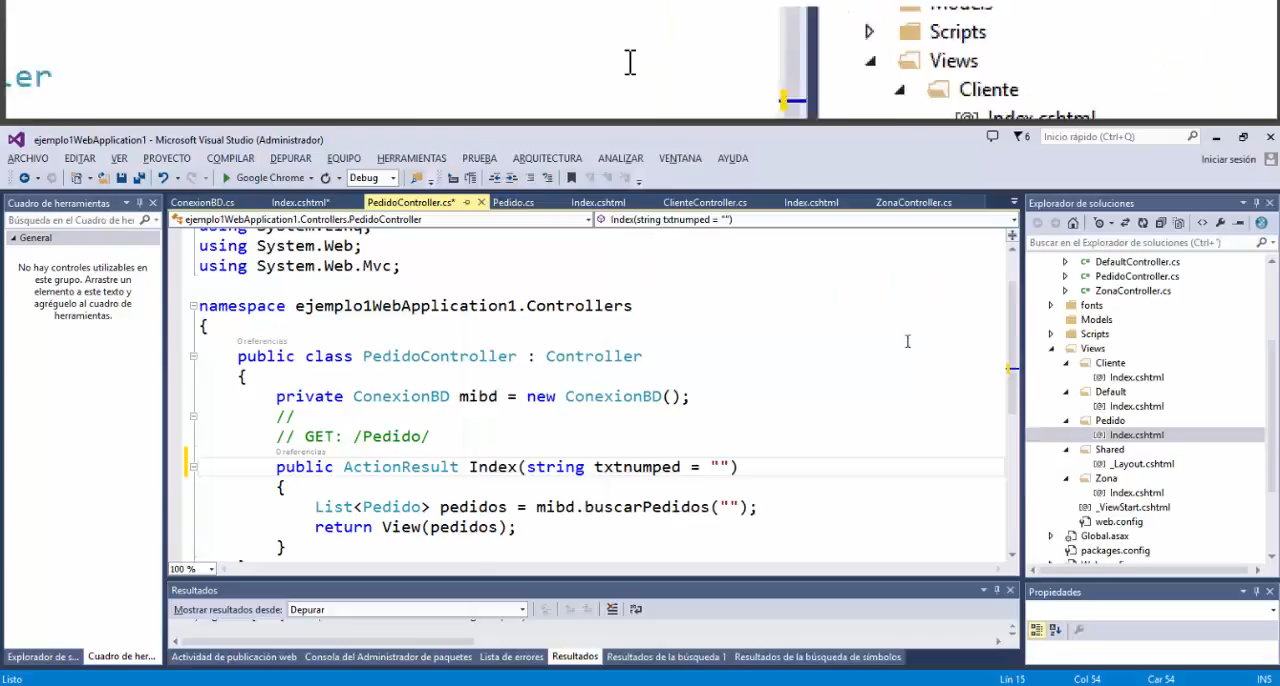 ler
Scripts
Views
Cliente
Index.cshtml
ejemplo1WebApplication1 - Microsoft Visual Studio (Administrador)
6
Inicio rápido (Ctrl+Q)
ARCHIVO EDITAR VER PROYECTO COMPILAR DEPURAR EQUIPO HERRAMIENTAS PRUEBA ARQUITECTURA ANALIZAR VENTANA AYUDA
Iniciar sesión
Google Chrome
Debug
Cuadro de herramientas
Búsqueda en el Cuadro de her
General
No hay controles utilizables en
este grupo. Arrastre un
elemento a este texto y
agréguelo al cuadro de
herramientas.
ConexionBD.cs Index.cshtml* PedidoController.cs* Pedido.cs Index.cshtml ClienteController.cs Index.cshtml ZonaController.cs
ejemplo1WebApplication1.Controllers.PedidoController
Index(string txtnumped = "")
using System.Linq;
using System.Web;
using System.Web.Mvc;
namespace ejemplo1WebApplication1.Controllers
{
0 referencias
public class PedidoController : Controller
{
private ConexionBD mibd = new ConexionBD();
//
// GET: /Pedido/
0 referencias
public ActionResult Index(string txtnumped = "")
{
List<Pedido> pedidos = mibd.buscarPedidos("");
return View(pedidos);
}
100 %
Explorador de soluciones
Buscar en el Explorador de soluciones (Ctrl+')
DefaultController.cs
PedidoController.cs
ZonaController.cs
fonts
Models
Scripts
Views
Cliente
Index.cshtml
Default
Index.cshtml
Pedido
Index.cshtml
Shared
_Layout.cshtml
Zona
Index.cshtml
_ViewStart.cshtml
web.config
Global.asax
packages.config
Resultados
Mostrar resultados desde: Depurar
Propiedades
Explorador de s... Cuadro de her...
Actividad de publicación web Consola del Administrador de paquetes Lista de errores Resultados Resultados de la búsqueda 1 Resultados de la búsqueda de símbolos
Listo
Lín 15 Col 54 Car 54 INS